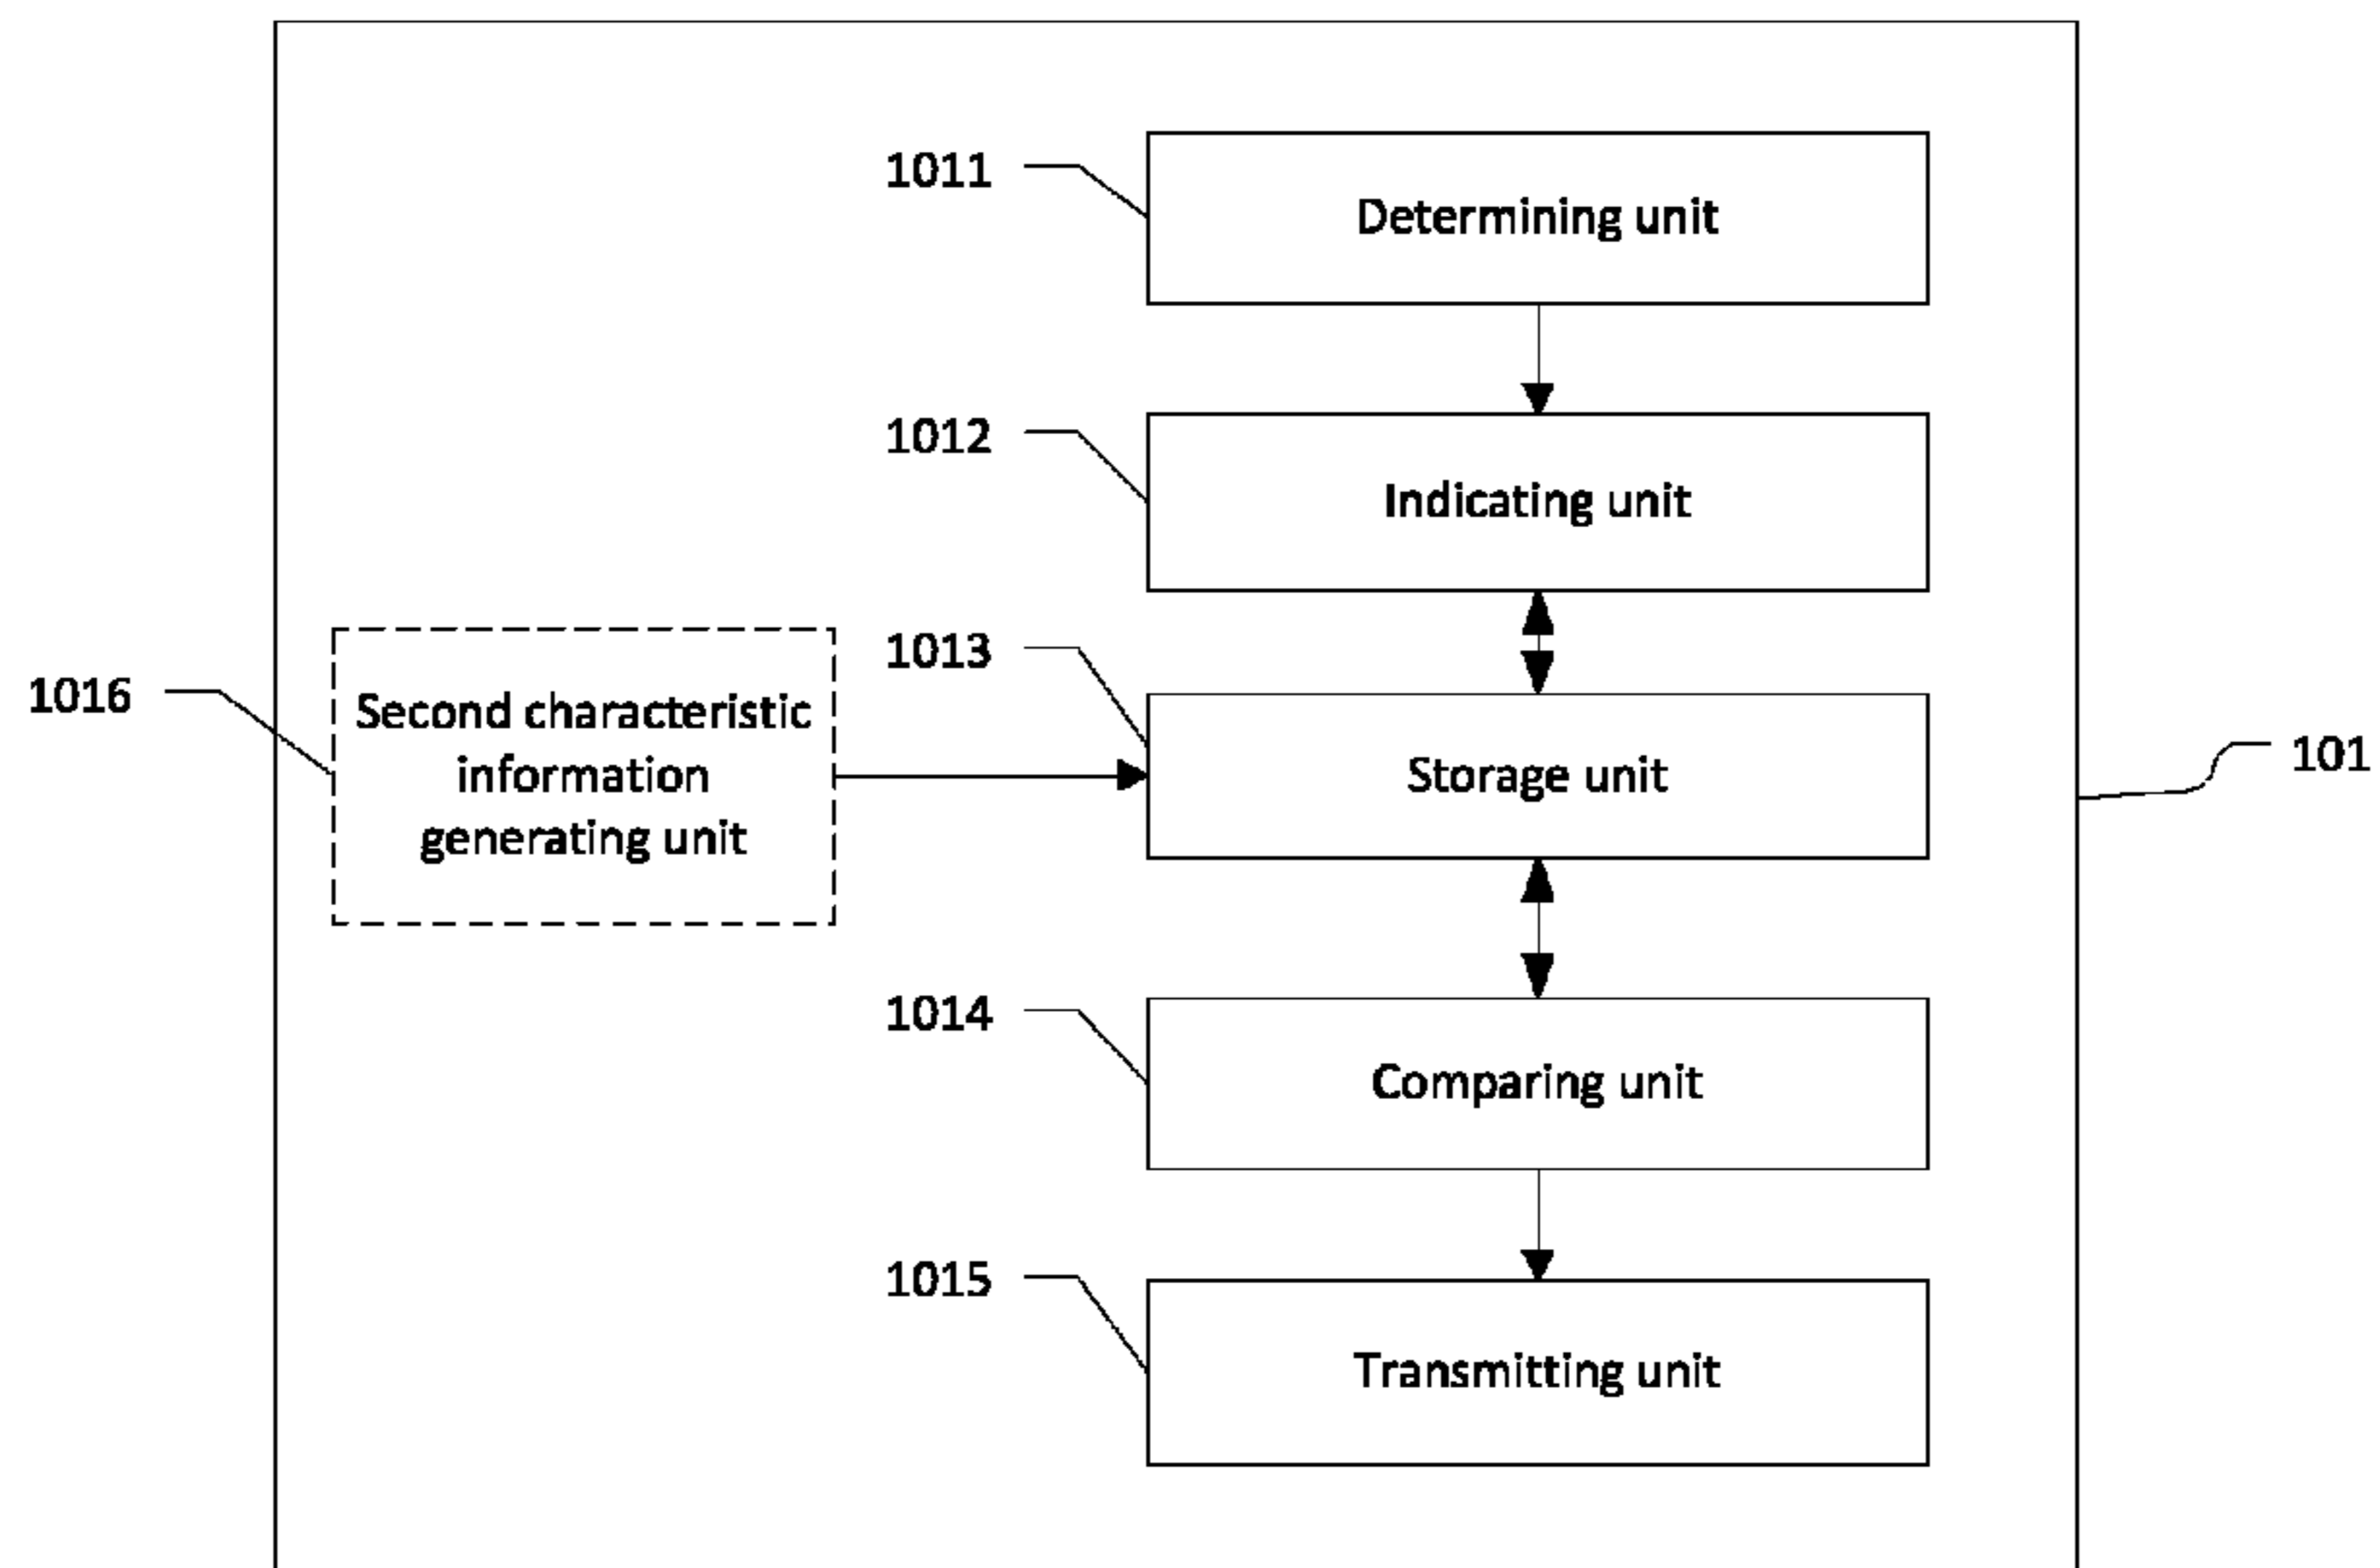 1011
Determining unit
1012
Indicating unit
1013
1016
Second characteristic
information
generating unit
Storage unit
101
1014
Comparing unit
1015
Transmitting unit